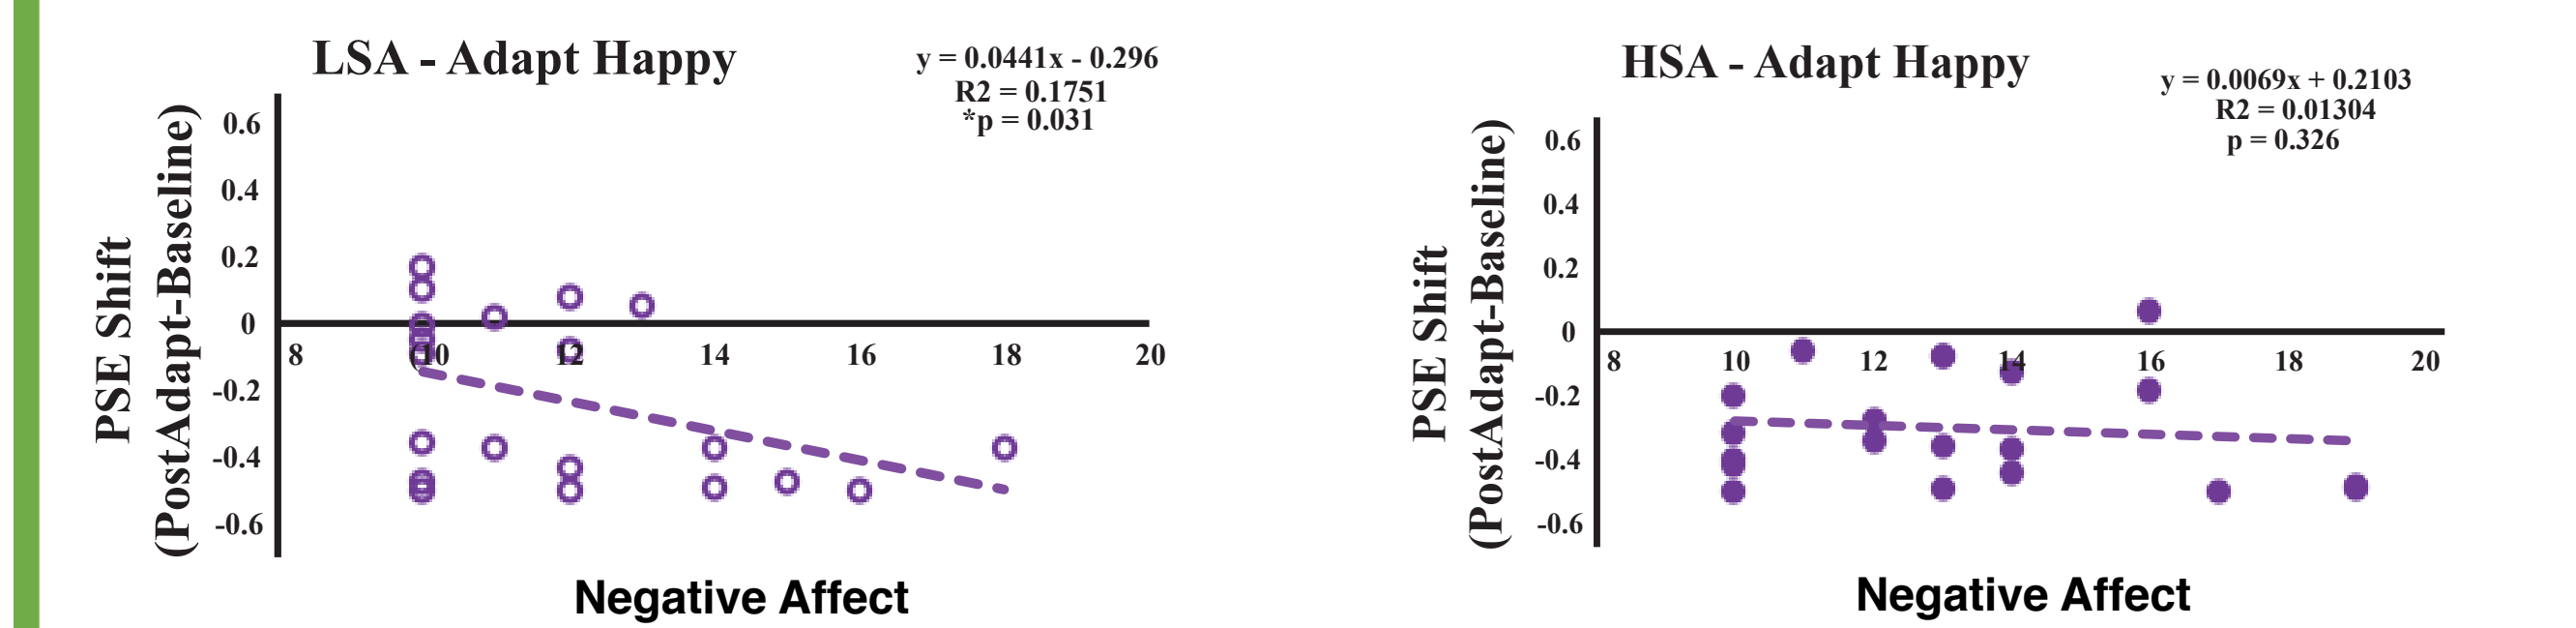 LSA - Adapt Happy
y = 0.0441x - 0.296
R2 = 0.1751
*p = 0.031
PSE Shift
(PostAdapt-Baseline)
0.6
0.4
0.2
0
-0.2
-0.4
-0.6
8 10 12 14 16 18 20
Negative Affect
HSA - Adapt Happy
y = 0.0069x + 0.2103
R2 = 0.01304
p = 0.326
PSE Shift
(PostAdapt-Baseline)
0.6
0.4
0.2
0
-0.2
-0.4
-0.6
8 10 12 14 16 18 20
Negative Affect